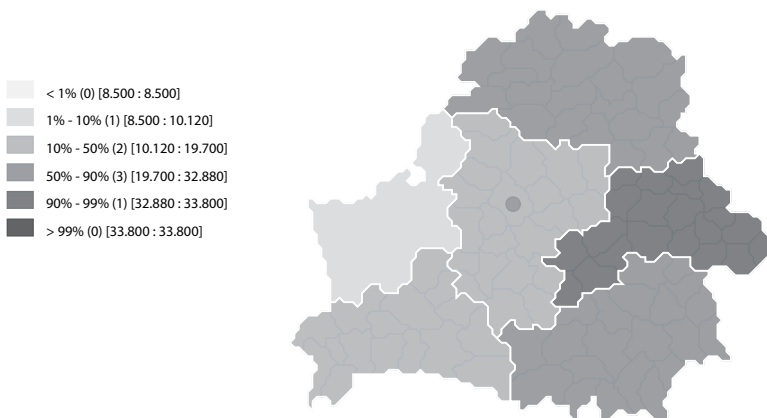 < 1% (0) [8.500 : 8.500]
1% - 10% (1) [8.500 : 10.120]
10% - 50% (2) [10.120 : 19.700]
50% - 90% (3) [19.700 : 32.880]
90% - 99% (1) [32.880 : 33.800]
> 99% (0) [33.800 : 33.800]